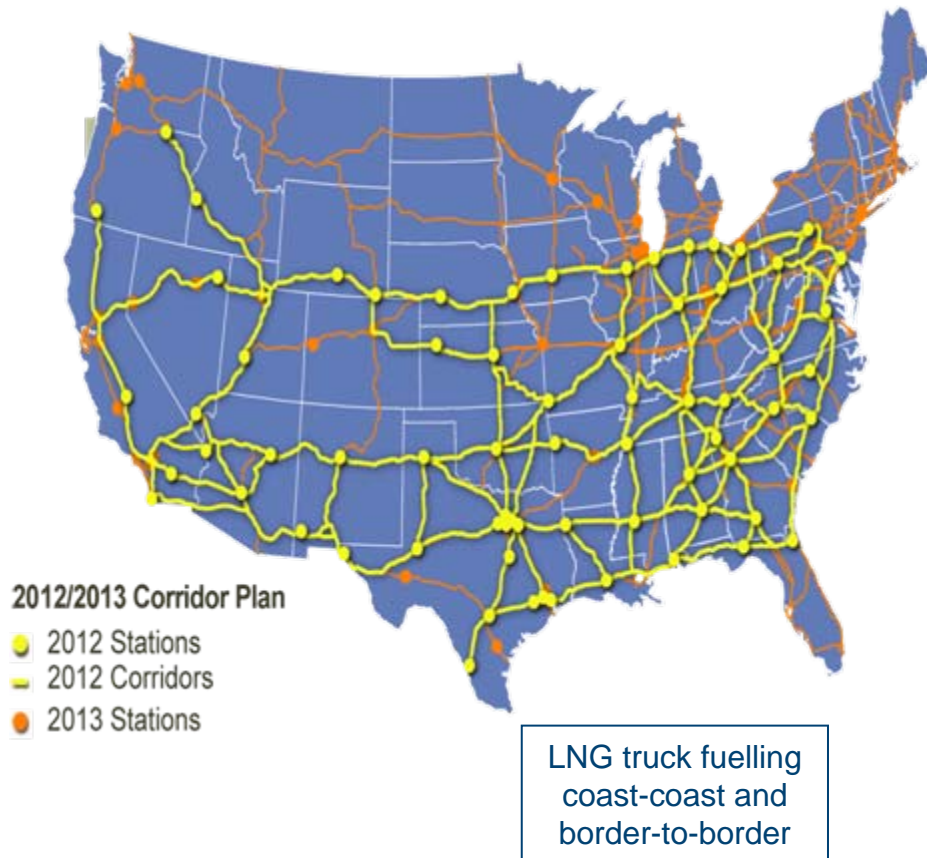 2012/2013 Corridor Plan
2012 Stations
2012 Corridors
2013 Stations
LNG truck fuelling
coast-coast and
border-to-border